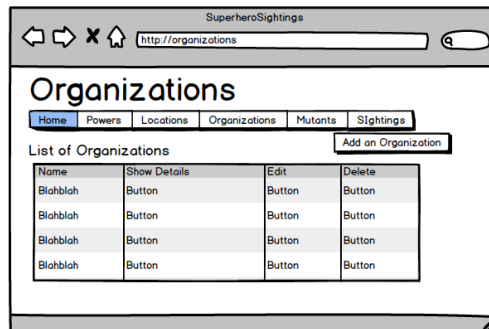 SuperheroSightings
http://organizations
Organizations
Home Powers Locations Organizations Mutants SIghtings
Add an Organization
List of Organizations
Name Show Details Edit Delete
Blahblah Button Button Button
Blahblah Button Button Button
Blahblah Button Button Button
Blahblah Button Button Button